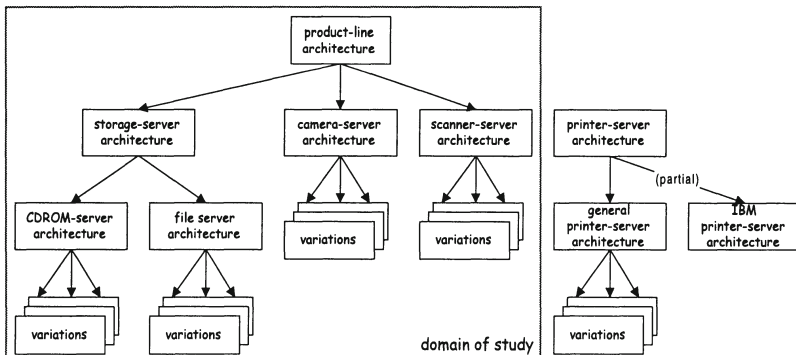 product-line
architecture
storage-server
architecture
camera-server
architecture
scanner-server
architecture
printer-server
architecture
(partial)
CDROM-server
architecture
file server
architecture
variations
variations
general
printer-server
architecture
IBM
printer-server
architecture
variations
variations
variations
domain of study